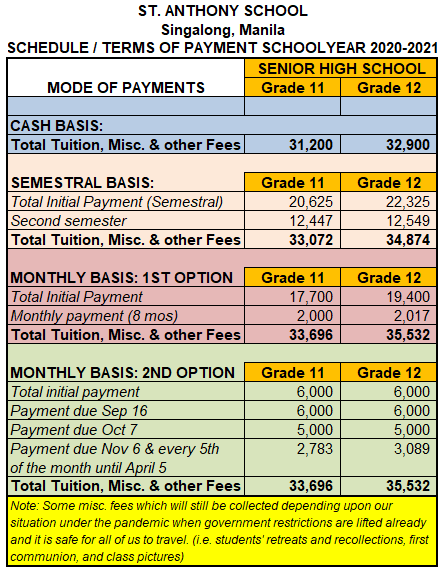 ST. ANTHONY SCHOOL
Singalong, Manila
SCHEDULE / TERMS OF PAYMENT SCHOOLYEAR 2020-2021
SENIOR HIGH SCHOOL
MODE OF PAYMENTS Grade 11 Grade 12
CASH BASIS:
Total Tuition, Misc. & other Fees 31,200 32,900
SEMESTRAL BASIS: Grade 11 Grade 12
Total Initial Payment (Semestral) 20,625 22,325
Second semester 12,447 12,549
Total Tuition, Misc. & other Fees 33,072 34,874
MONTHLY BASIS: 1ST OPTION Grade 11 Grade 12
Total Initial Payment 17,700 19,400
Monthly payment (8 mos) 2,000 2,017
Total Tuition, Misc. & other Fees 33,696 35,532
MONTHLY BASIS: 2ND OPTION Grade 11 Grade 12
Total initial payment 6,000 6,000
Payment due Sep 16 6,000 6,000
Payment due Oct 7 5,000 5,000
Payment due Nov 6 & every 5th 2,783 3,089
of the month until April 5
Total Tuition, Misc. & other Fees 33,696 35,532
Note: Some misc. fees which will still be collected depending upon our
situation under the pandemic when government restrictions are lifted already
and it is safe for all of us to travel. (i.e. students' retreats and recollections, first
communion, and class pictures)